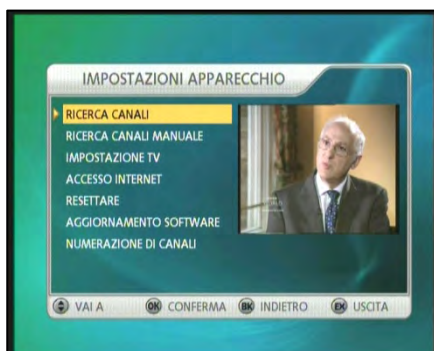 IMPOSTAZIONI APPARECCHIO
RICERCA CANALI
RICERCA CANALI MANUALE
IMPOSTAZIONE TV
ACCESSO INTERNET
RESETTARE
AGGIORNAMENTO SOFTWARE
NUMERAZIONE DI CANALI
VAI A OK CONFERMA BK INDIETRO EX USCITA